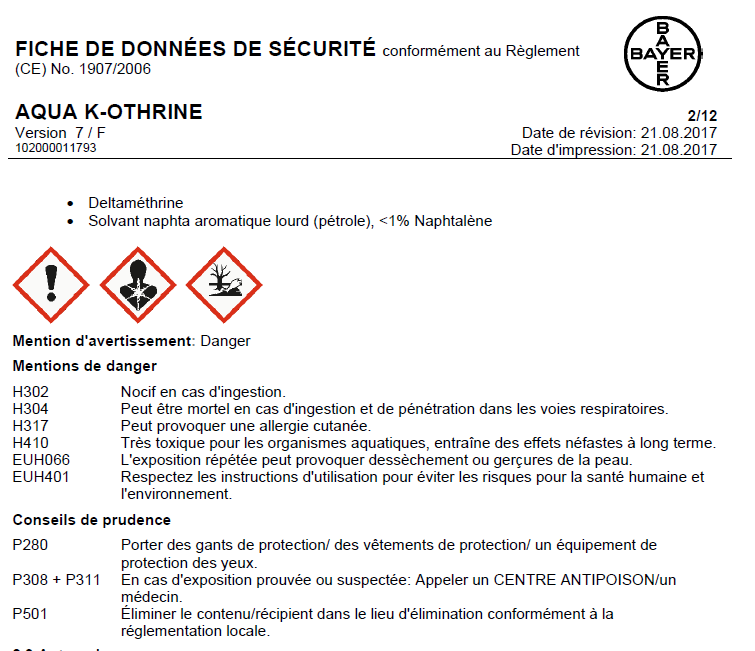 BAYER
BAYER
FICHE DE DONNÉES DE SÉCURITÉ conformément au Règlement
(CE) No. 1907/2006
AQUA K-OTHRINE
2/12
Version 7 / F
Date de révision: 21.08.2017
102000011793
Date d'impression: 21.08.2017
• Deltaméthrine
• Solvant naphta aromatique lourd (pétrole), <1% Naphtalène
Mention d'avertissement: Danger
Mentions de danger
H302 Nocif en cas d'ingestion.
H304 Peut être mortel en cas d'ingestion et de pénétration dans les voies respiratoires.
H317 Peut provoquer une allergie cutanée.
H410 Très toxique pour les organismes aquatiques, entraîne des effets néfastes à long terme.
EUH066 L'exposition répétée peut provoquer dessèchement ou gerçures de la peau.
EUH401 Respectez les instructions d'utilisation pour éviter les risques pour la santé humaine et
l'environnement.
Conseils de prudence
P280 Porter des gants de protection/ des vêtements de protection/ un équipement de
protection des yeux.
P308 + P311 En cas d'exposition prouvée ou suspectée: Appeler un CENTRE ANTIPOISON/un
médecin.
P501 Éliminer le contenu/récipient dans le lieu d'élimination conformément à la
réglementation locale.